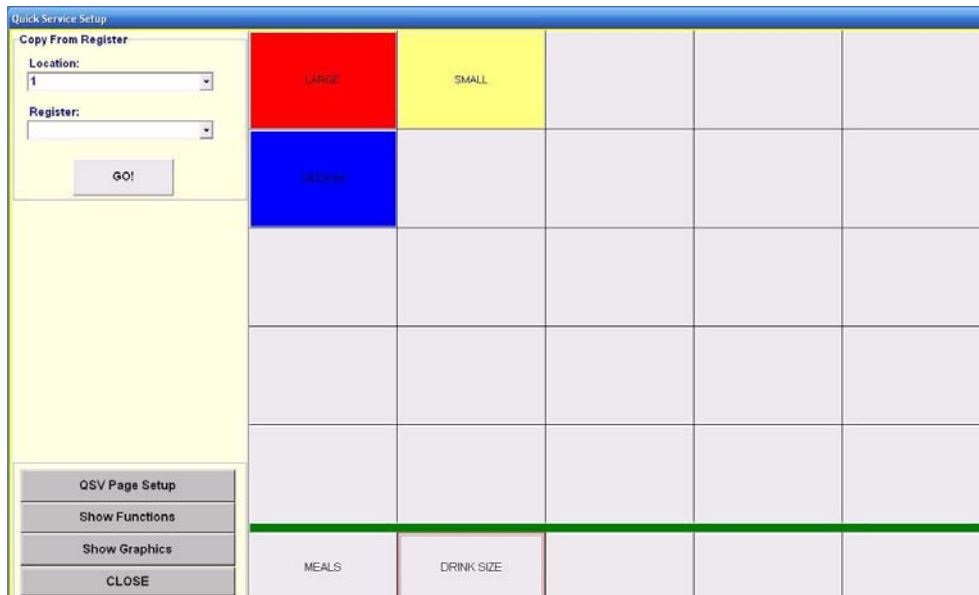 Quick Service Setup
Copy From Register
Location:
1
Register:
GO!
LARGE
SMALL
MEDIUM
QSV Page Setup
Show Functions
Show Graphics
CLOSE
MEALS
DRINK SIZE